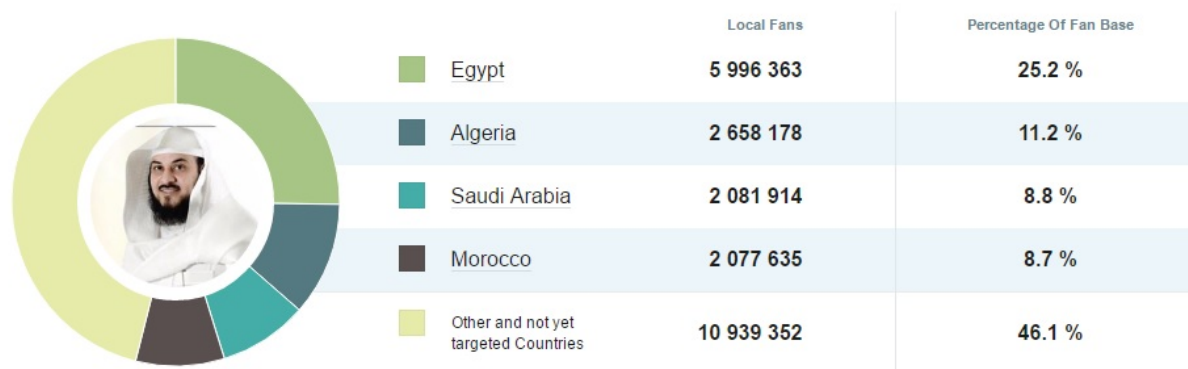 Local Fans Percentage Of Fan Base
Egypt 5 996 363 25.2 %
Algeria 2 658 178 11.2 %
Saudi Arabia 2 081 914 8.8 %
Morocco 2 077 635 8.7 %
Other and not yet
targeted Countries 10 939 352 46.1 %